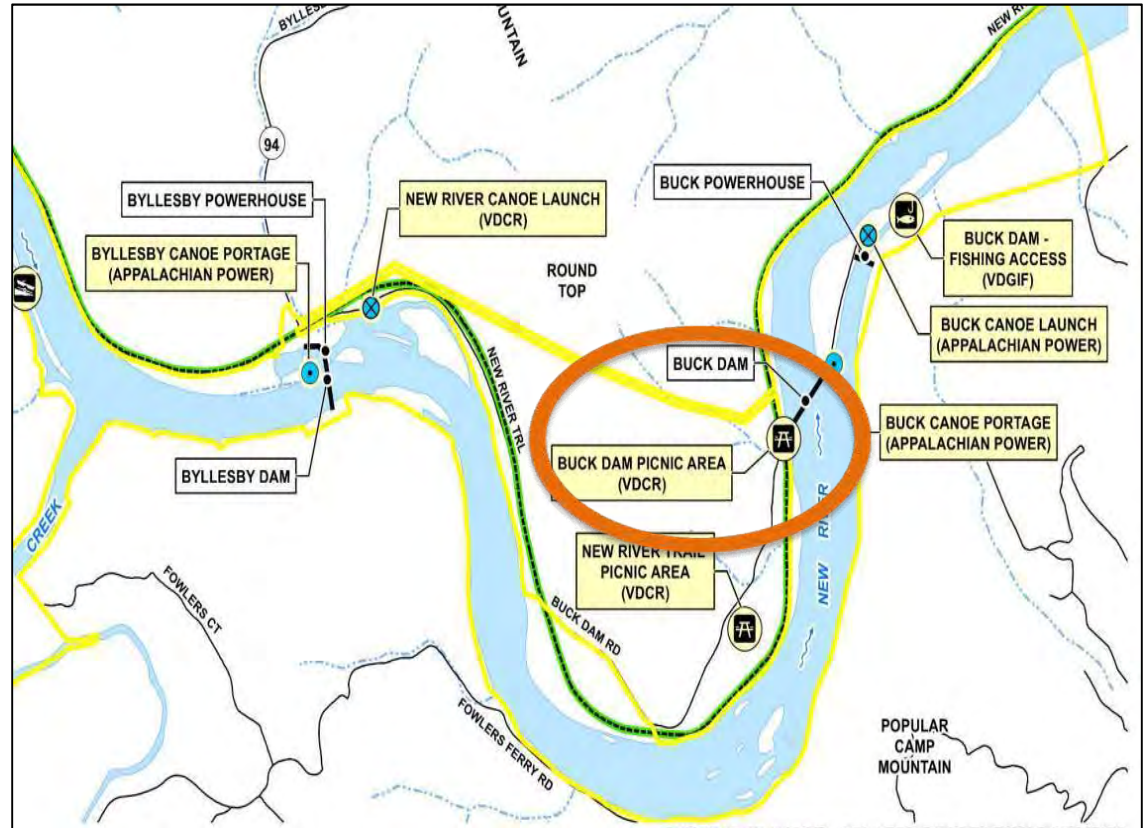 BYLLESB
UNTAIN
NEW RI
94
BYLLESBY POWERHOUSE
NEW RIVER CANOE LAUNCH
(VDCR)
BYLLESBY CANOE PORTAGE
(APPALACHIAN POWER)
BUCK POWERHOUSE
BUCK DAM -
FISHING ACCESS
(VDGIF)
ROUND
TOP
BUCK CANOE LAUNCH
(APPALACHIAN POWER)
NEW RIVER TRL
BUCK DAM
BUCK CANOE PORTAGE
(APPALACHIAN POWER)
BYLLESBY DAM
BUCK DAM PICNIC AREA
(VDCR)
CREEK
NEW RIVER TRAIL
PICNIC AREA
(VDCR)
NEW RIVER
FOWLERS CT
BUCK DAM RD
FOWLERS FERRY RD
POPULAR
CAMP
MOUNTAIN